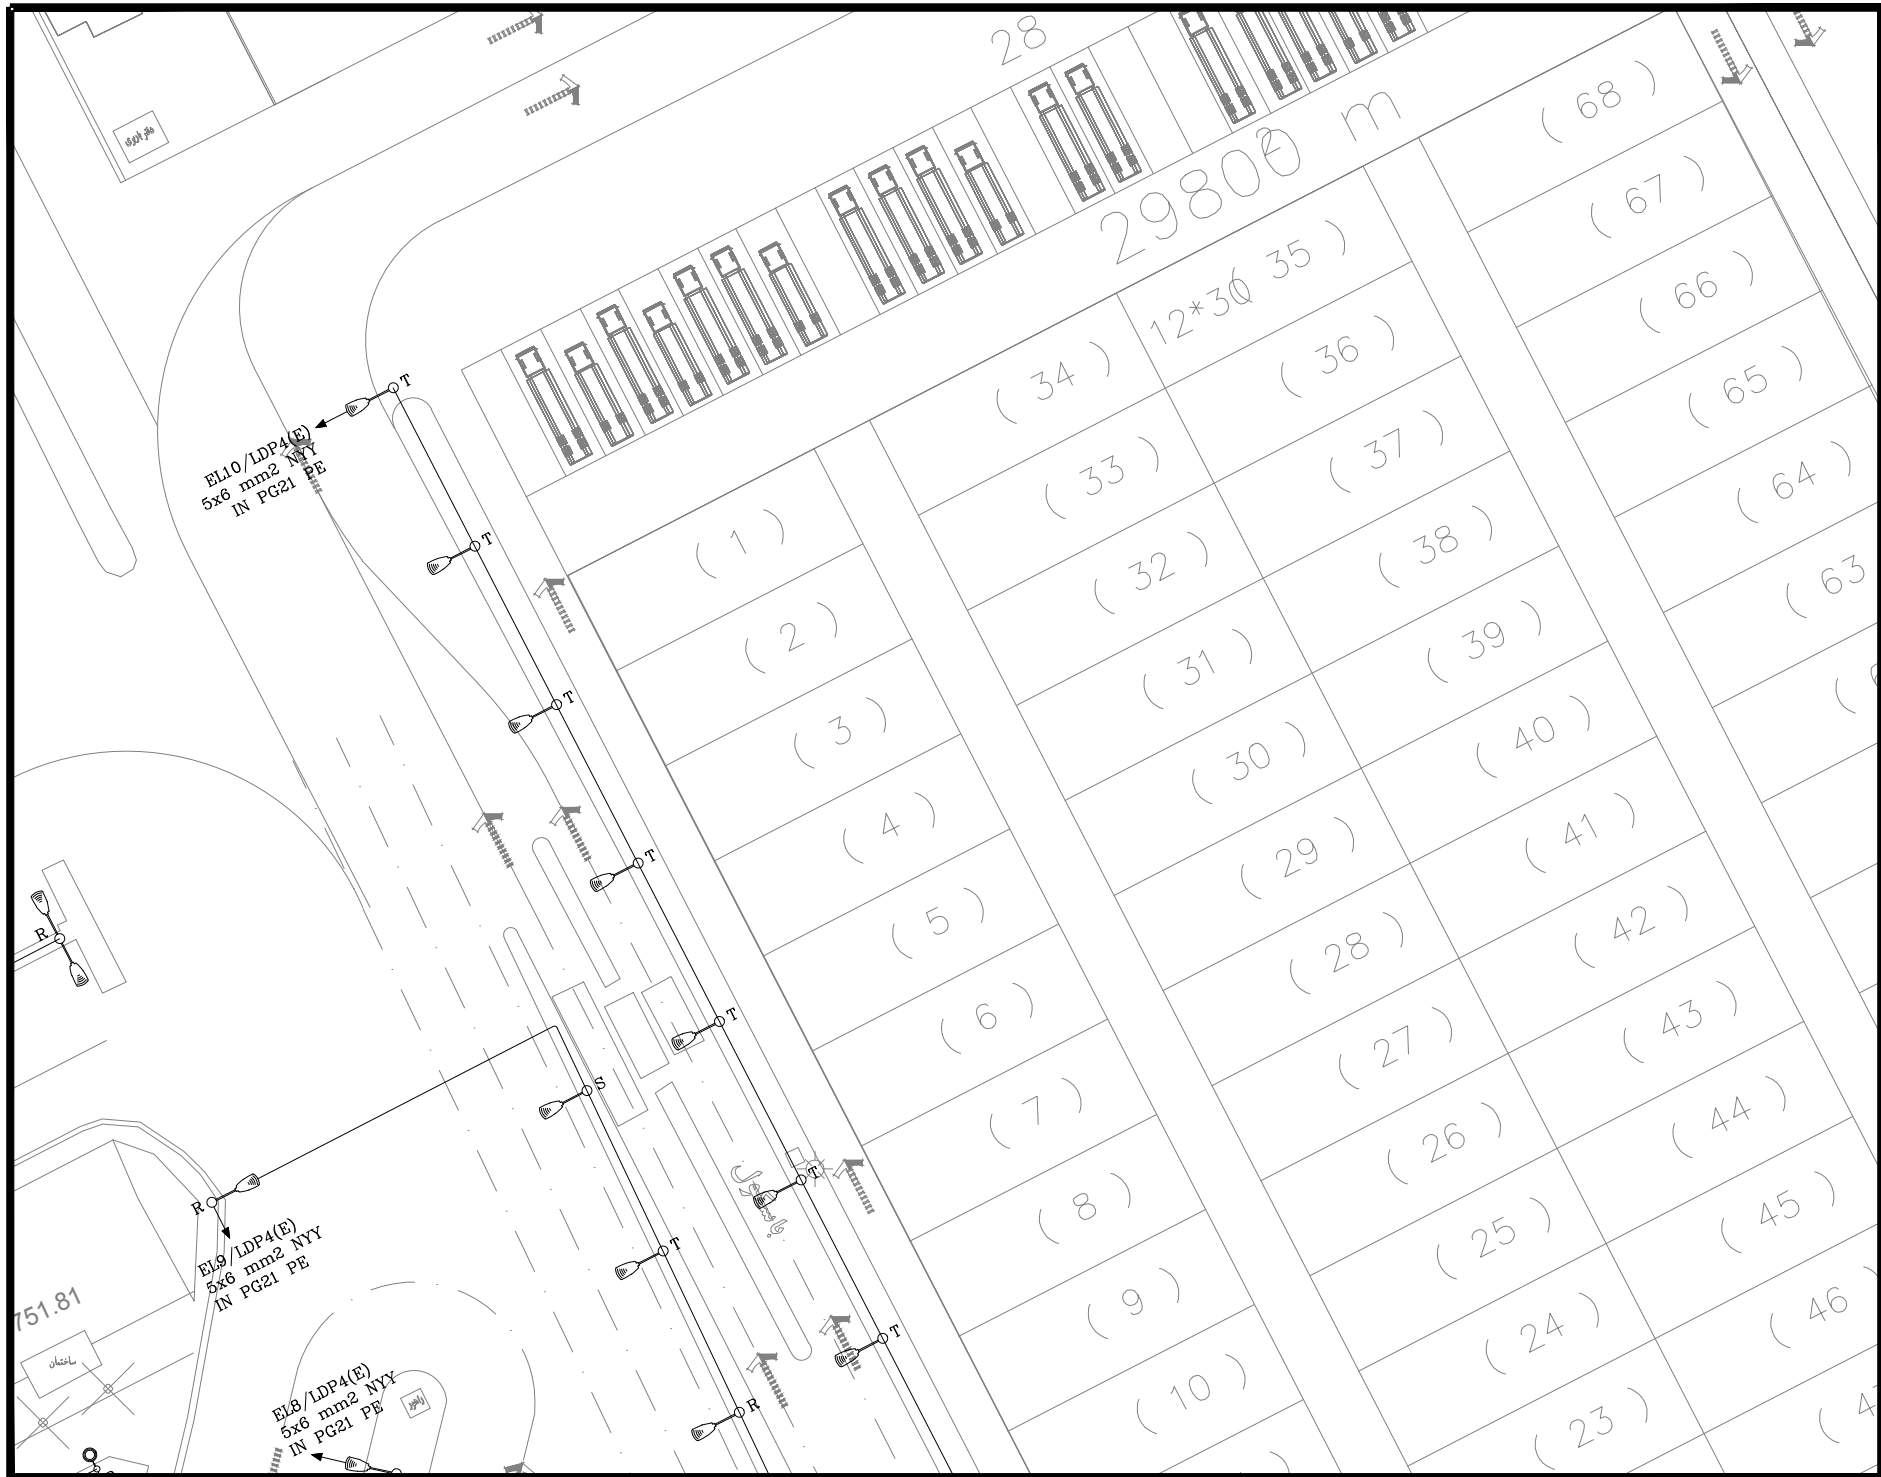 28
29800 m2
( 68 )
( 67 )
( 66 )
( 65 )
( 64 )
( 63
12*30
( 35 )
( 36 )
( 37 )
( 38 )
( 39 )
( 40 )
( 41 )
( 42 )
( 43 )
( 44 )
( 45 )
( 46 )
( 34 )
( 33 )
( 32 )
( 31 )
( 30 )
( 29 )
( 28 )
( 27 )
( 26 )
( 25 )
( 24 )
( 23 )
( 1 )
( 2 )
( 3 )
( 4 )
( 5 )
( 6 )
( 7 )
( 8 )
( 9 )
( 10 )
T
EL10/LDP4(E)
5x6 mm2 NYY
IN PG21 PE
T
T
T
T
T
T
S
T
R
R
R
EL9/LDP4(E)
5x6 mm2 NYY
IN PG21 PE
751.81
ساختمان
EL8/LDP4(E)
5x6 mm2 NYY
IN PG21 PE